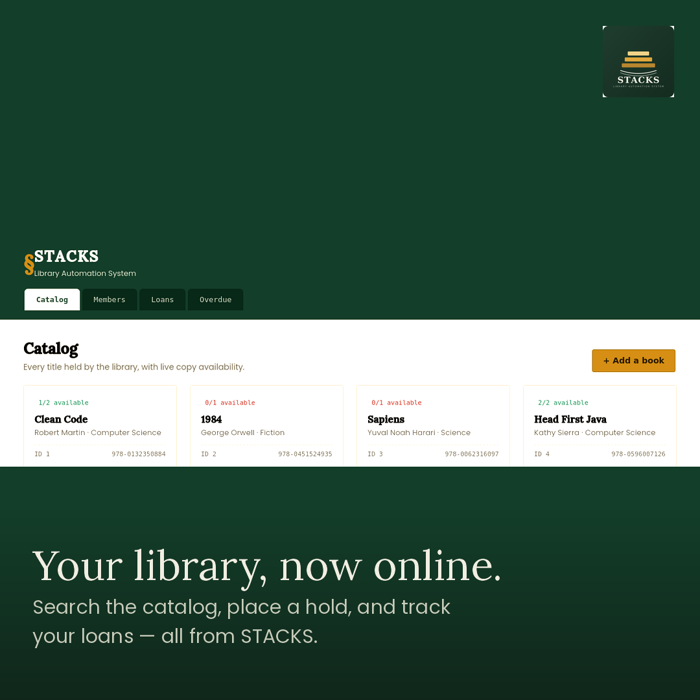 STACKS
LIBRARY AUTOMATION SYSTEM
§STACKS
Library Automation System
Catalog Members Loans Overdue
Catalog
Every title held by the library, with live copy availability.
+ Add a book
1/2 available 0/1 available 0/1 available 2/2 available
Clean Code 1984 Sapiens Head First Java
Robert Martin · Computer Science George Orwell · Fiction Yuval Noah Harari · Science Kathy Sierra · Computer Science
ID 1 978-0132350884 ID 2 978-0451524935 ID 3 978-0062316097 ID 4 978-0596007126
Your library, now online.
Search the catalog, place a hold, and track
your loans — all from STACKS.